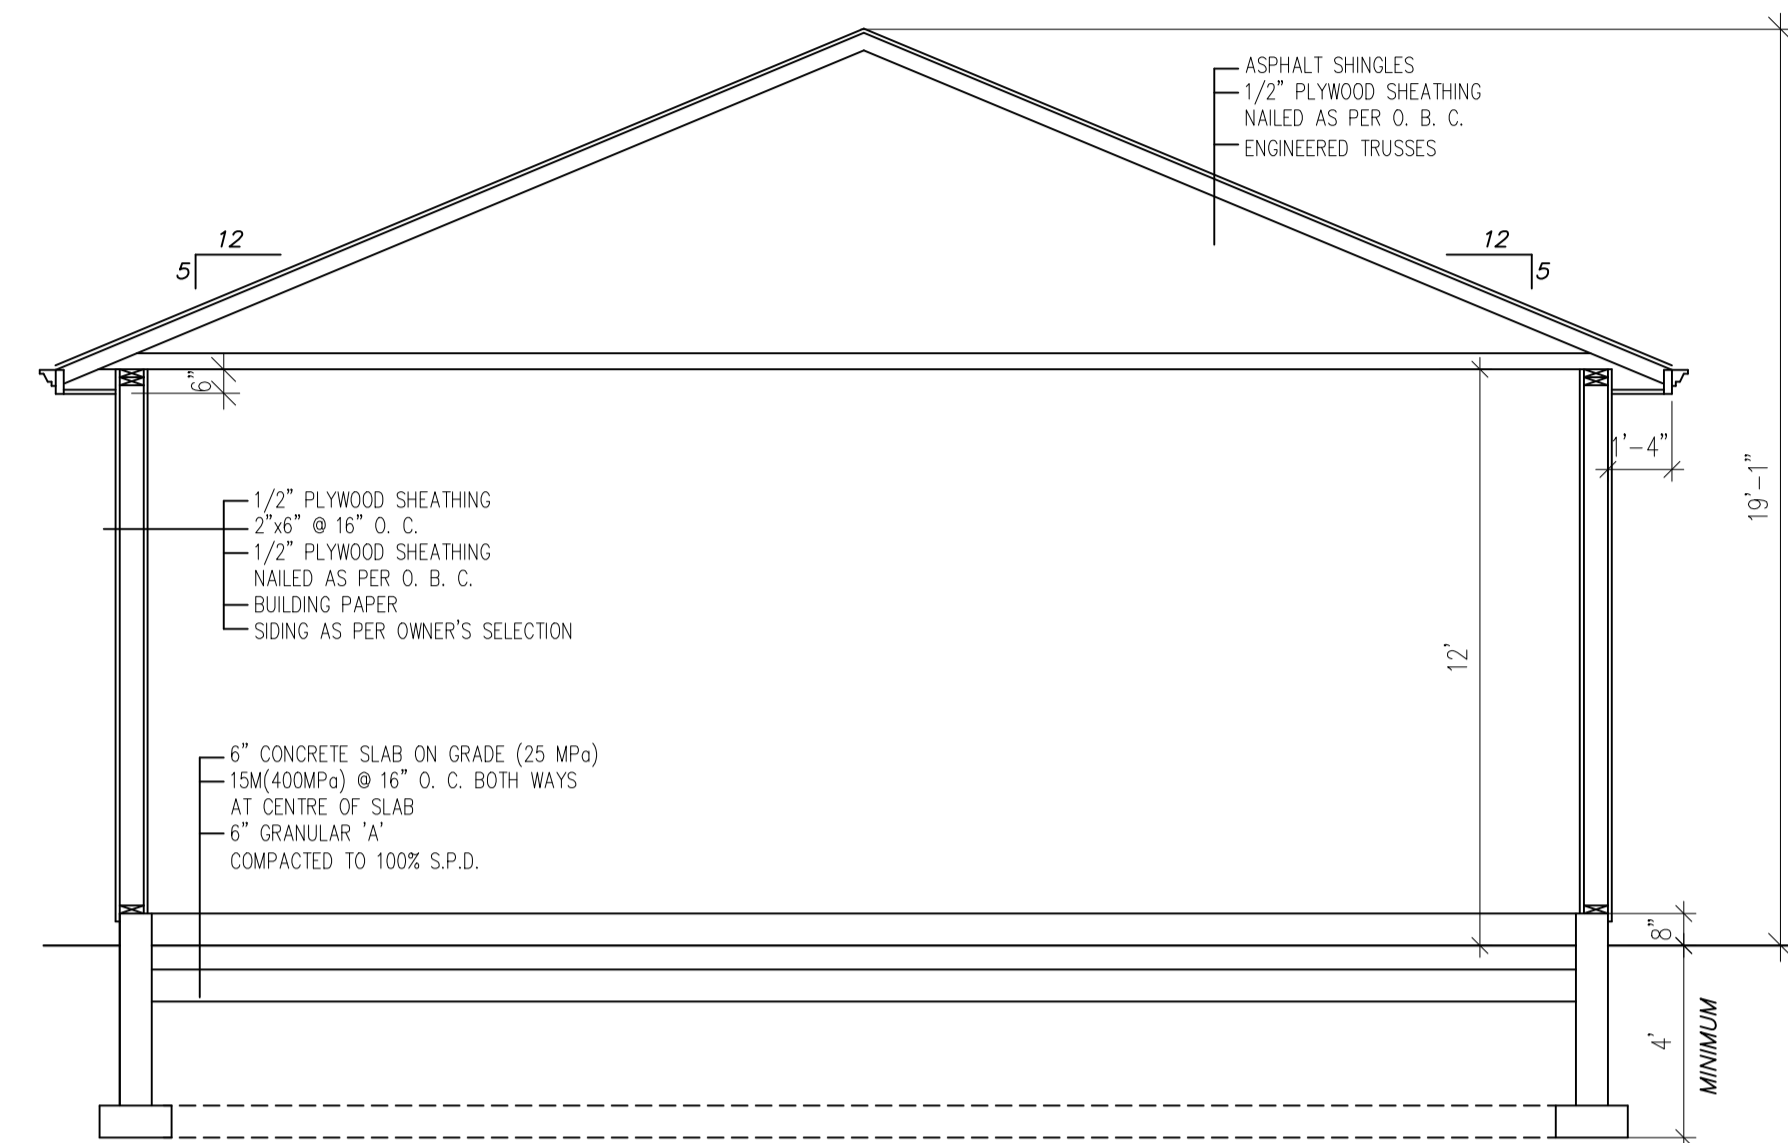 ASPHALT SHINGLES
1/2" PLYWOOD SHEATHING
NAILED AS PER O. B. C.
ENGINEERED TRUSSES
12
5
12
5
6"
1'-4"
19'-1"
1/2" PLYWOOD SHEATHING
2"x6" @ 16" O. C.
1/2" PLYWOOD SHEATHING
NAILED AS PER O. B. C.
BUILDING PAPER
SIDING AS PER OWNER'S SELECTION
12'
6" CONCRETE SLAB ON GRADE (25 MPa)
15M(400MPa) @ 16" O. C. BOTH WAYS
AT CENTRE OF SLAB
6" GRANULAR 'A'
COMPACTED TO 100% S.P.D.
8"
4'
MINIMUM